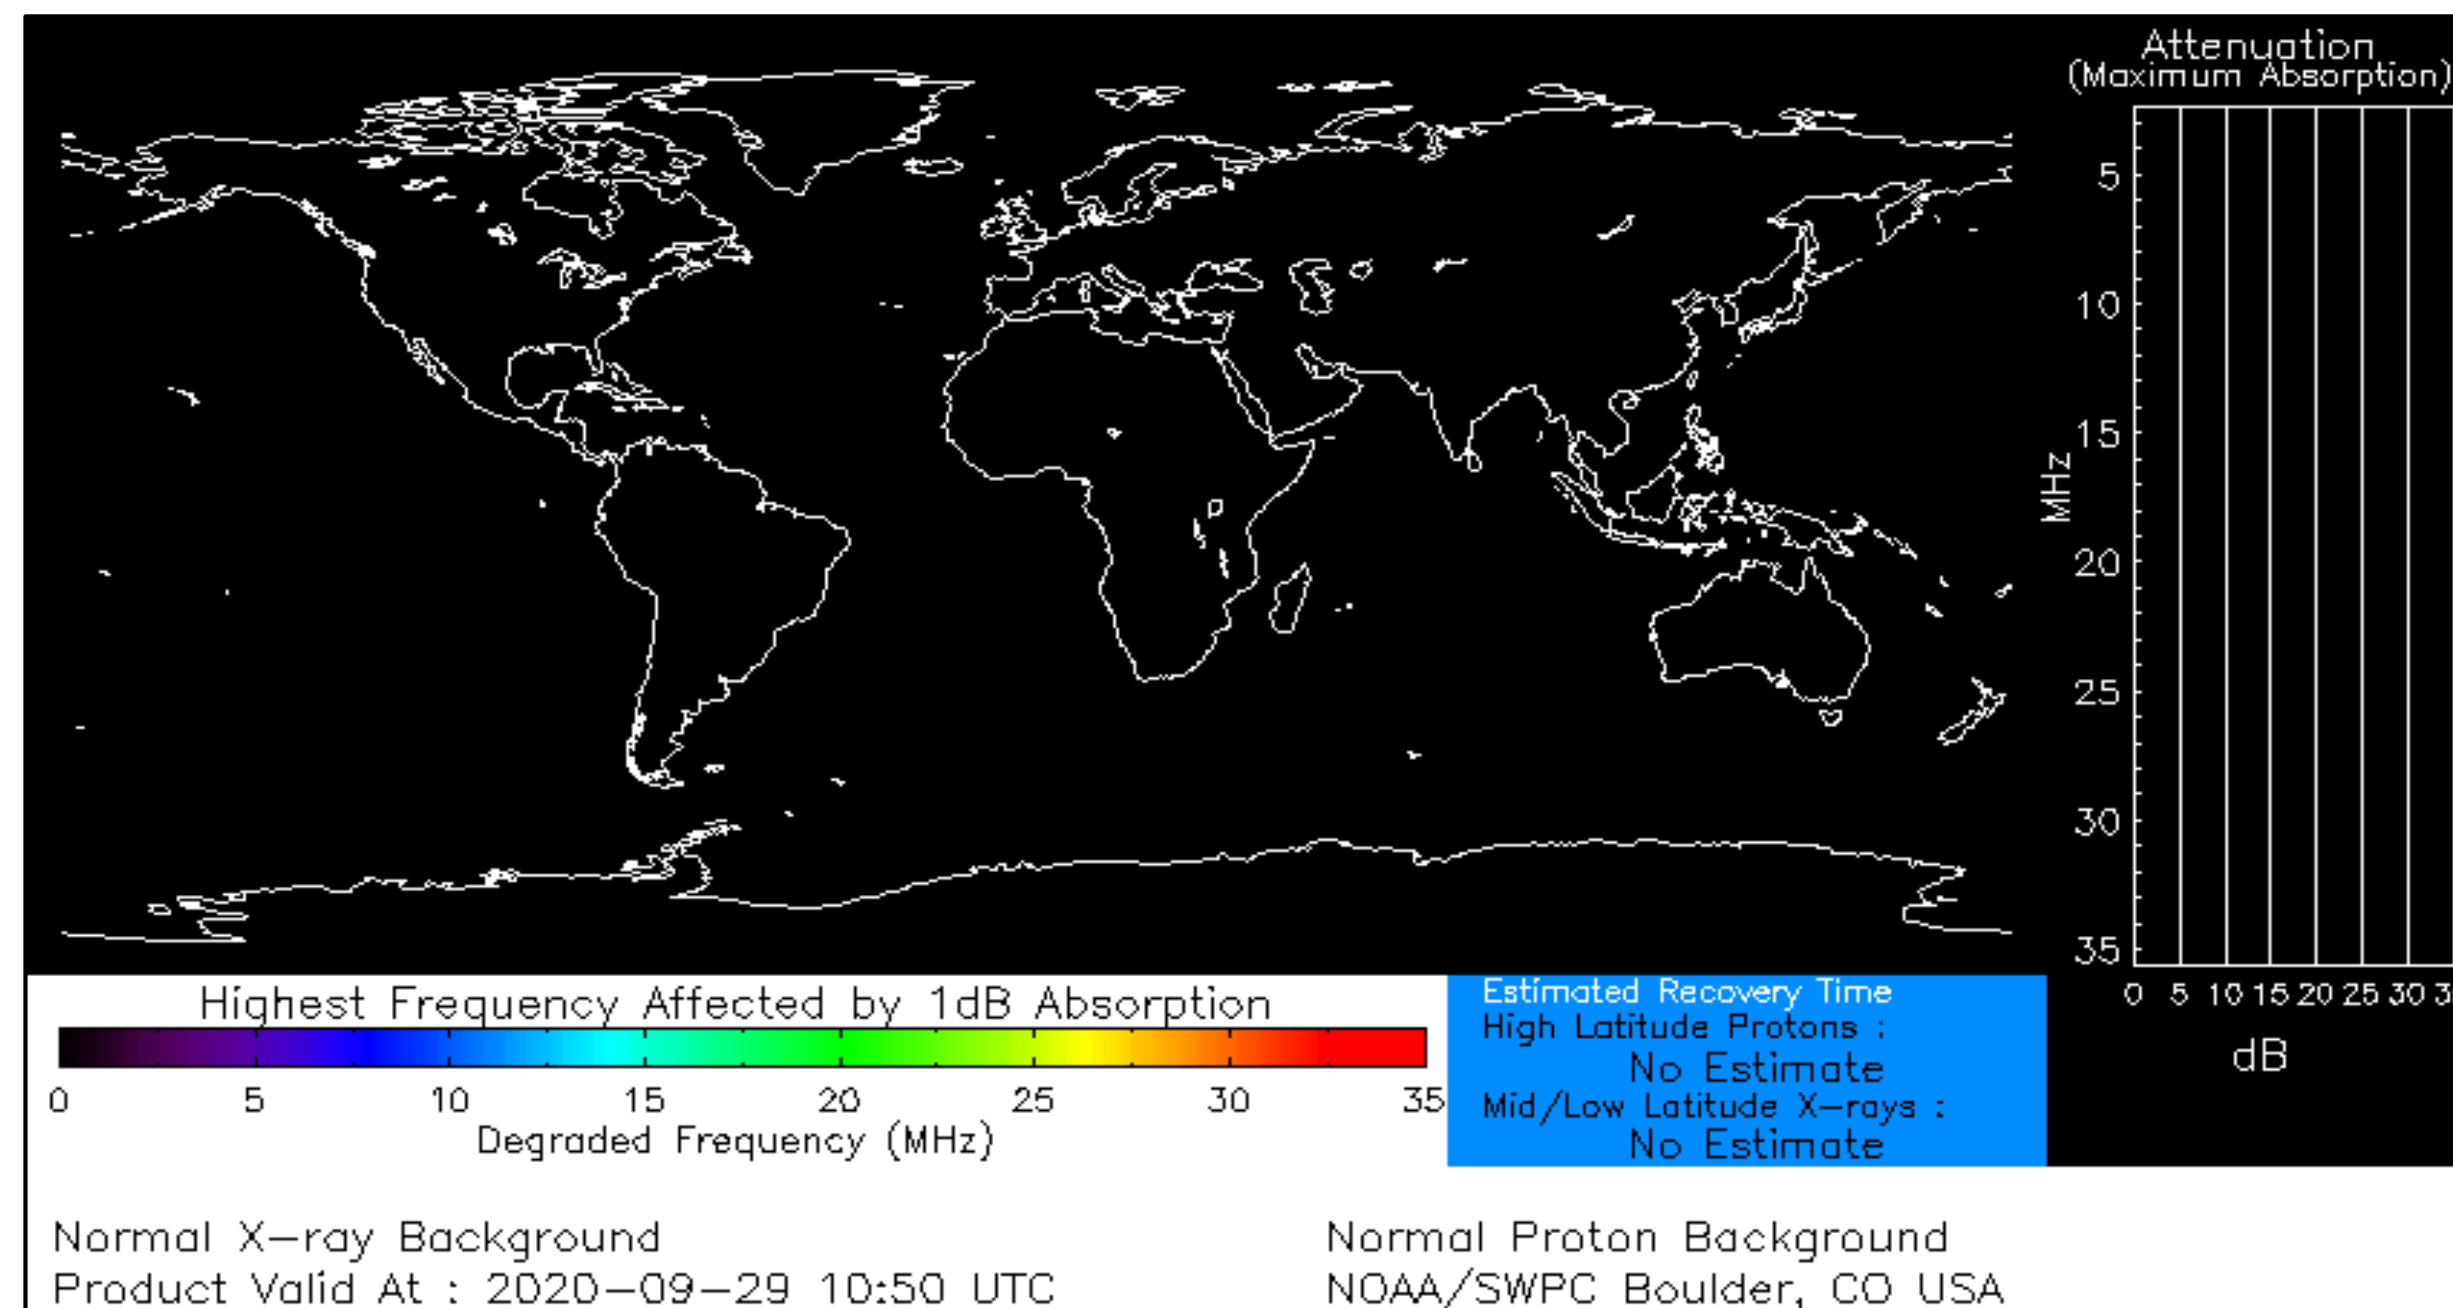 Attenuation
(Maximum Absorption)
5
10
15
20
25
30
35
MHz
0 5 10 15 20 25 30
dB
Highest Frequency Affected by 1dB Absorption
0 5 10 15 20 25 30 35
Degraded Frequency (MHz)
Estimated Recovery Time
High Latitude Protons :
No Estimate
Mid/Low Latitude X-rays :
No Estimate
Normal X-ray Background
Normal Proton Background
Product Valid At : 2020-09-29 10:50 UTC
NOAA/SWPC Boulder, CO USA